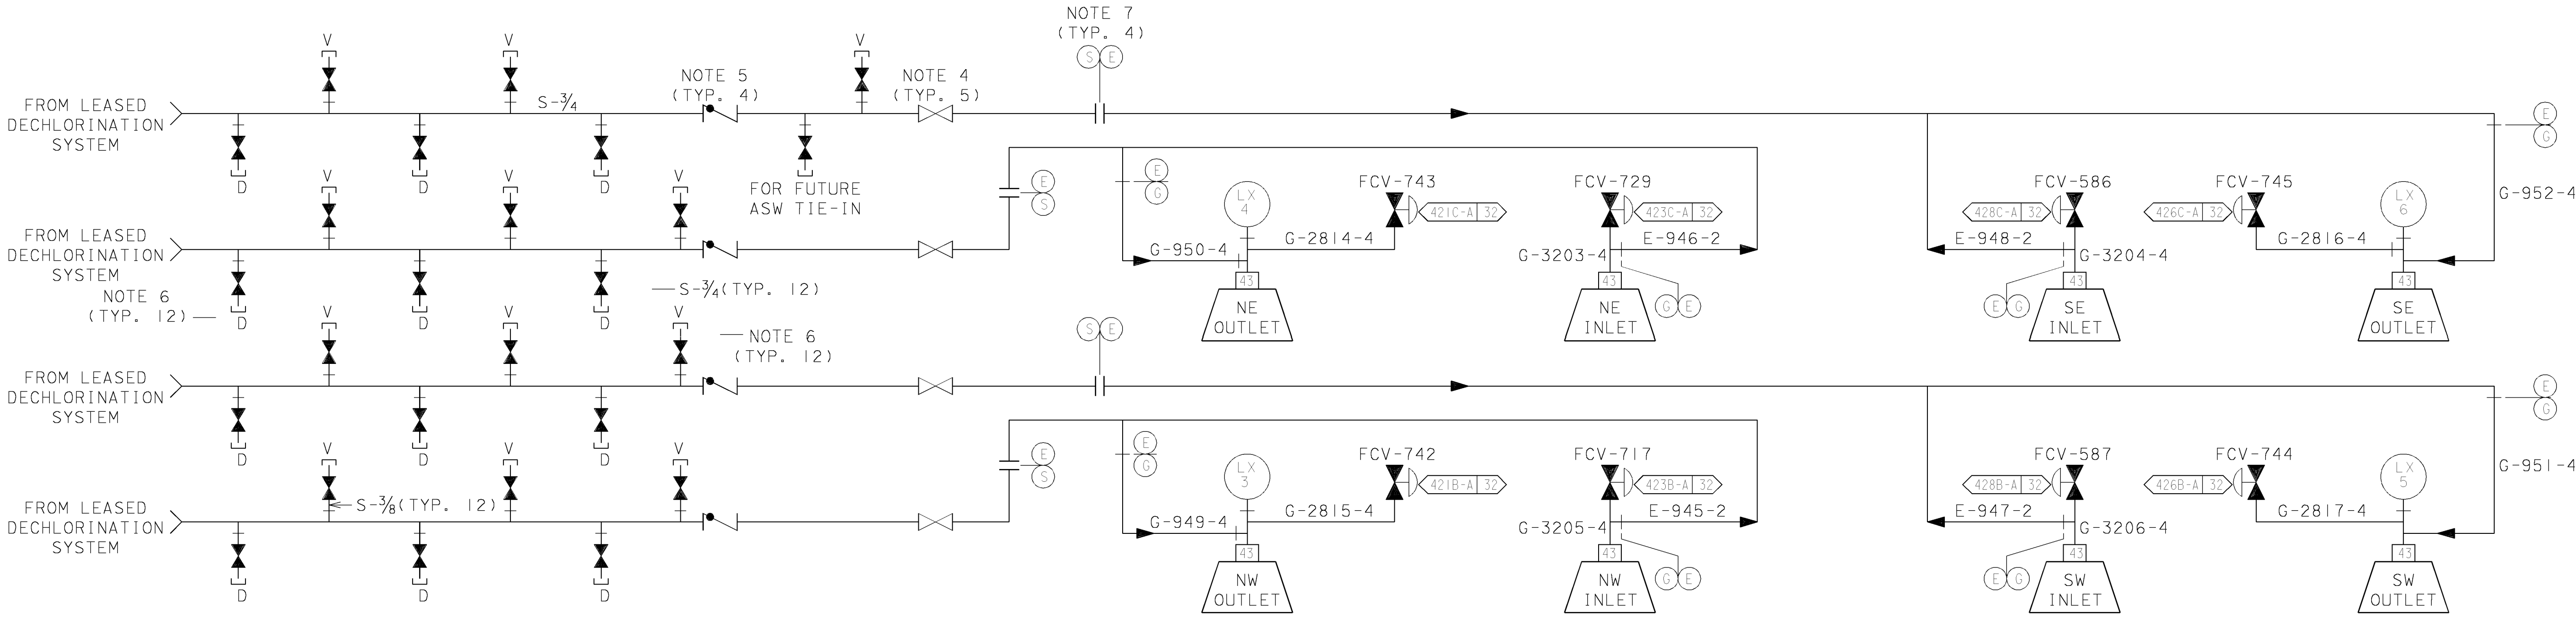 NOTE 7
(TYP. 4)
S E
V V V
NOTE 5
(TYP. 4)
NOTE 4
(TYP. 5)
S-3/4
FROM LEASED
DECHLORINATION
SYSTEM
E
G
D D D
FOR FUTURE
ASW TIE-IN
V V V
E
S
E
G
LX
4
FCV-743
421C-A 32
FCV-729
423C-A 32
FCV-586
428C-A 32
FCV-745
426C-A 32
LX
6
G-952-4
FROM LEASED
DECHLORINATION
SYSTEM
G-950-4
G-2814-4
G-3203-4
E-946-2
E-948-2
G-3204-4
G-2816-4
NOTE 6
(TYP. 12)
D D D
S-3/4(TYP. 12)
43
NE
OUTLET
43
NE
INLET
G E
E G
43
SE
INLET
43
SE
OUTLET
V V V
NOTE 6
(TYP. 12)
S E
FROM LEASED
DECHLORINATION
SYSTEM
E
G
D D D
V V V
S-3/8(TYP. 12)
E
S
E
G
LX
3
FCV-742
421B-A 32
FCV-717
423B-A 32
FCV-587
428B-A 32
FCV-744
426B-A 32
LX
5
G-951-4
FROM LEASED
DECHLORINATION
SYSTEM
G-949-4
G-2815-4
G-3205-4
E-945-2
E-947-2
G-3206-4
G-2817-4
D D D
43
NW
OUTLET
43
NW
INLET
G E
E G
43
SW
INLET
43
SW
OUTLET